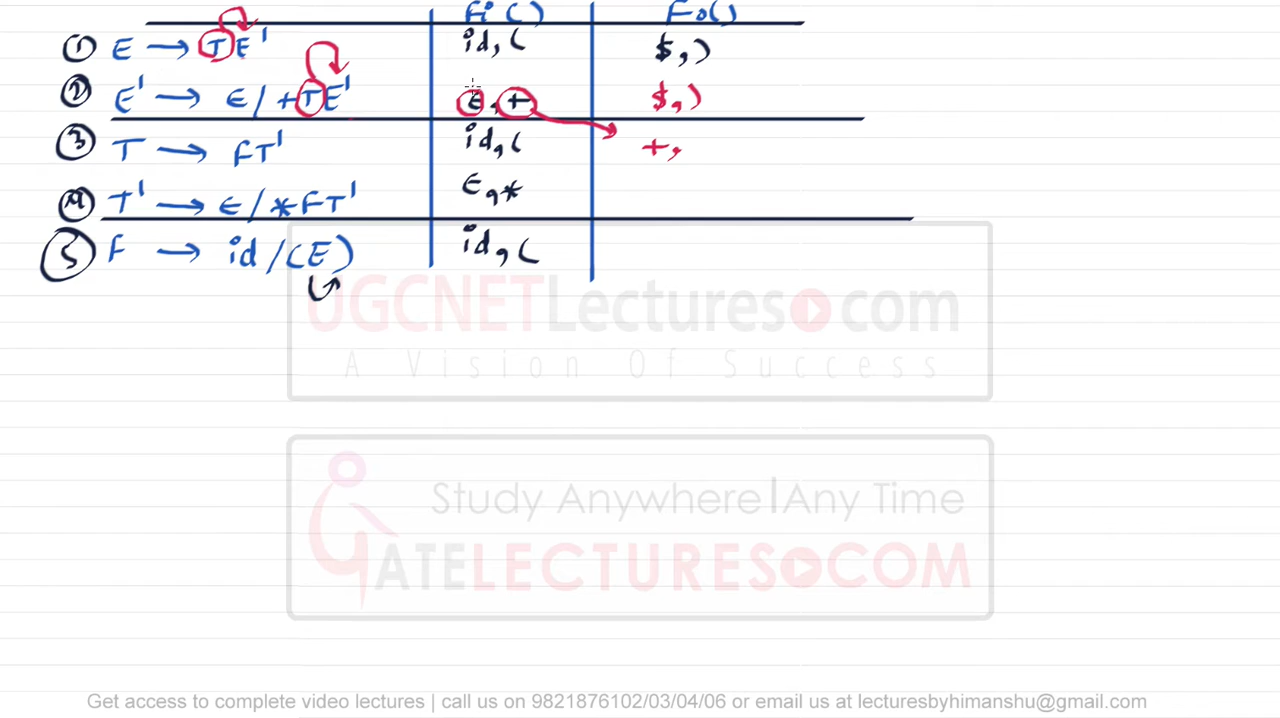 Fi() Fo()
① E → TE' id, ( $, )
② E' → ε/+TE' ε, + $, )
③ T → FT' id, ( +,
④ T' → ε/*FT' ε, *
⑤ F → id/(E) id, (
UGCNETLectures.com
A Vision Of Success
Study Anywhere|Any Time
GATELECTURES.COM
Get access to complete video lectures | call us on 9821876102/03/04/06 or email us at lecturesbyhimanshu@gmail.com